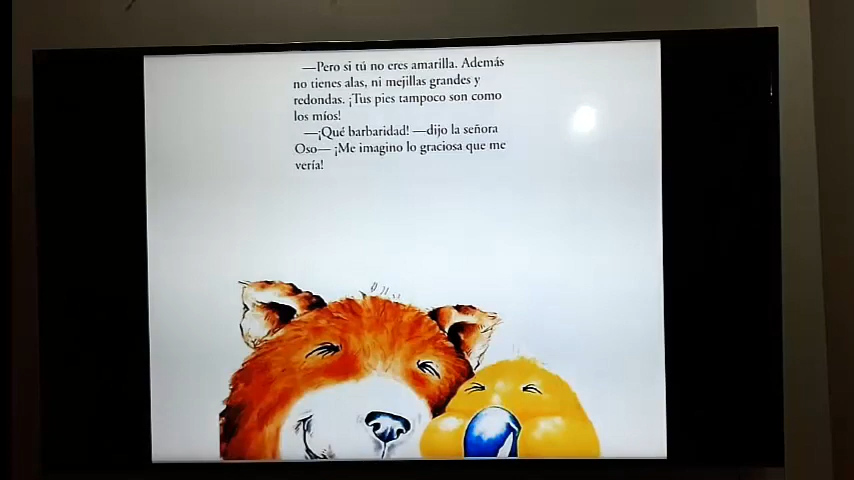 —Pero si tú no eres amarilla. Además
no tienes alas, ni mejillas grandes y
redondas. ¡Tus pies tampoco son como
los míos!
—¡Qué barbaridad! —dijo la señora
Oso— ¡Me imagino lo graciosa que me
vería!